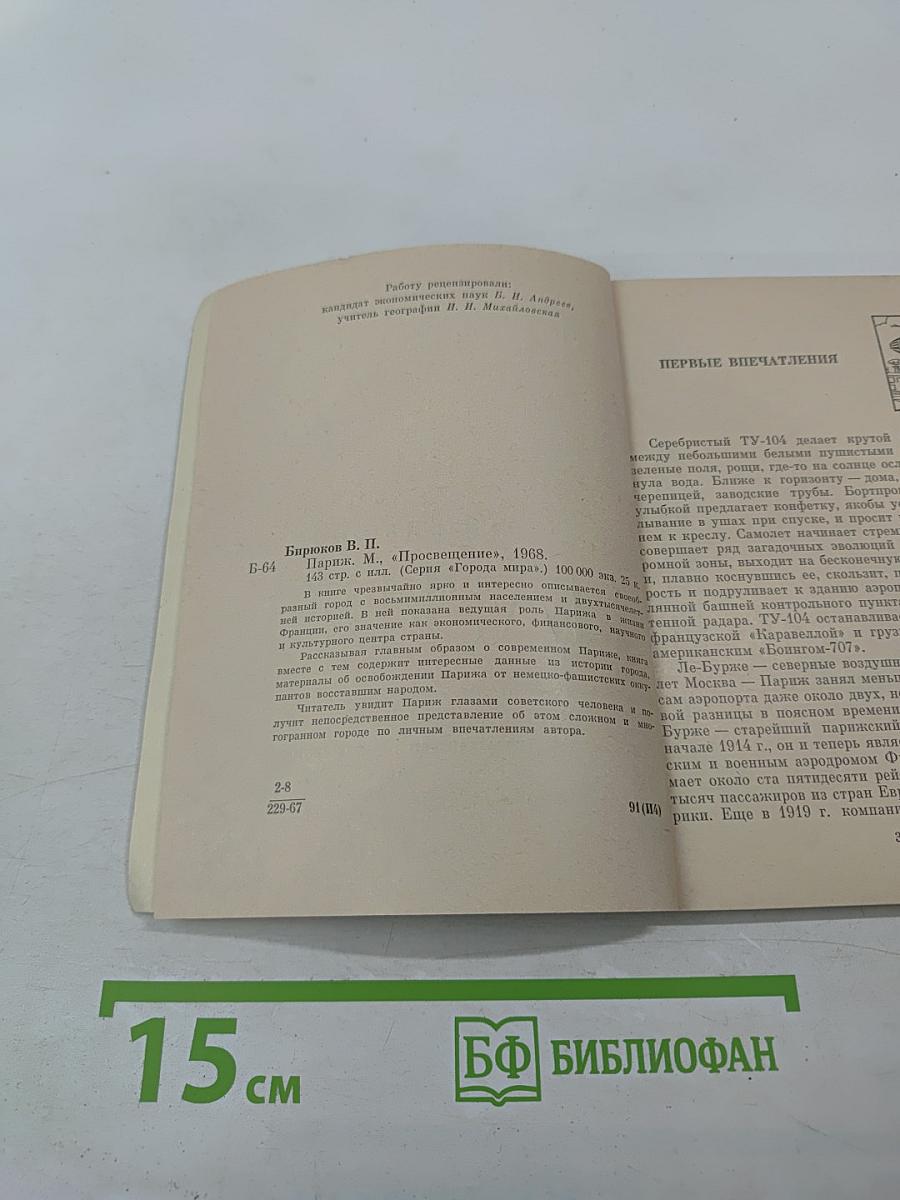 Работу рецензировали:
кандидат экономических наук Б. И. Андреев,
учитель географии И. И. Михайловская
Бирюков В. П.
Б-64
Париж. М., «Просвещение», 1968.
143 стр. с илл. (Серия «Города мира».) 100 000 экз. 25 к.
В книге чрезвычайно ярко и интересно описывается своеоб-
разный город с восьмимиллионным населением и двухтысячелет-
ней историей. В ней показана ведущая роль Парижа в жизни
Франции, его значение как экономического, финансового, научного
и культурного центра страны.
Рассказывая главным образом о современном Париже, книга
вместе с тем содержит интересные данные из истории города,
материалы об освобождении Парижа от немецко-фашистских окку-
пантов восставшим народом.
Читатель увидит Париж глазами советского человека и по-
лучит непосредственное представление об этом сложном и мно-
гогранном городе по личным впечатлениям автора.
2-8
229-67
91(И4)
ПЕРВЫЕ ВПЕЧАТЛЕНИЯ
Серебристый ТУ-104 делает крутой
между небольшими белыми пушистыми
зеленые поля, рощи, где-то на солнце осл
нула вода. Ближе к горизонту — дома,
черепицей, заводские трубы. Бортпро
улыбкой предлагает конфетку, якобы ус
лывание в ушах при спуске, и просит
нем к креслу. Самолет начинает стрем
совершает ряд загадочных эволюций
ромной зоны, выходит на бесконечную
и, плавно коснувшись ее, скользит, п
рость и подруливает к зданию аэроп
лянной башней контрольного пункта
тенной радара. ТУ-104 останавливае
французской «Каравеллой» и груз
американским «Боингом-707».
Ле-Бурже — северные воздушн
лет Москва — Париж занял меньш
сам аэропорта даже около двух, н
вой разницы в поясном времени
Бурже — старейший парижский
начале 1914 г., он и теперь явля
ским и военным аэродромом Ф
мает около ста пятидесяти рей
тысяч пассажиров из стран Евр
рики. Еще в 1919 г. компани
3
15 см
БФ БИБЛИОФАН